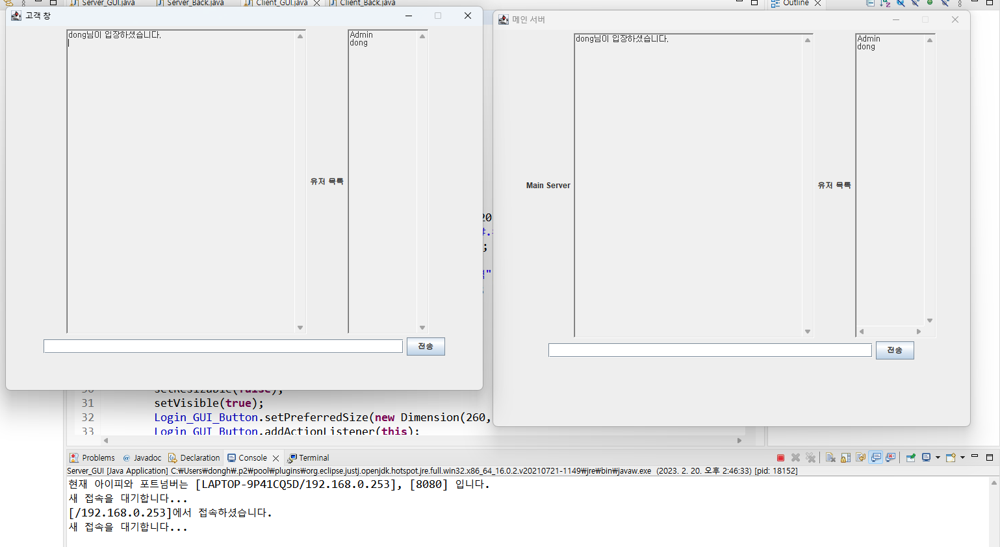 Server_GUI.java
Server_Back.java
Client_GUI.java
Client_Back.java
Outline
고객 창
dong님이 입장하셨습니다.
유저 목록
Admin
dong
전송
메인 서버
Main Server
dong님이 입장하셨습니다.
유저 목록
Admin
dong
전송
20
;
30 setResizable(false);
31 setVisible(true);
32 Login_GUI_Button.setPreferredSize(new Dimension(260,
33 Login_GUI_Button.addActionListener(this);
Problems @ Javadoc Declaration Console Terminal
Server_GUI [Java Application] C:₩Users₩dongh₩.p2₩pool₩plugins₩org.eclipse.justj.openjdk.hotspot.jre.full.win32.x86_64_16.0.2.v20210721-1149₩jre₩bin₩javaw.exe (2023. 2. 20. 오후 2:46:33) [pid: 18152]
현재 아이피와 포트넘버는 [LAPTOP-9P41CQ5D/192.168.0.253], [8080] 입니다.
새 접속을 대기합니다...
[/192.168.0.253]에서 접속하셨습니다.
새 접속을 대기합니다...